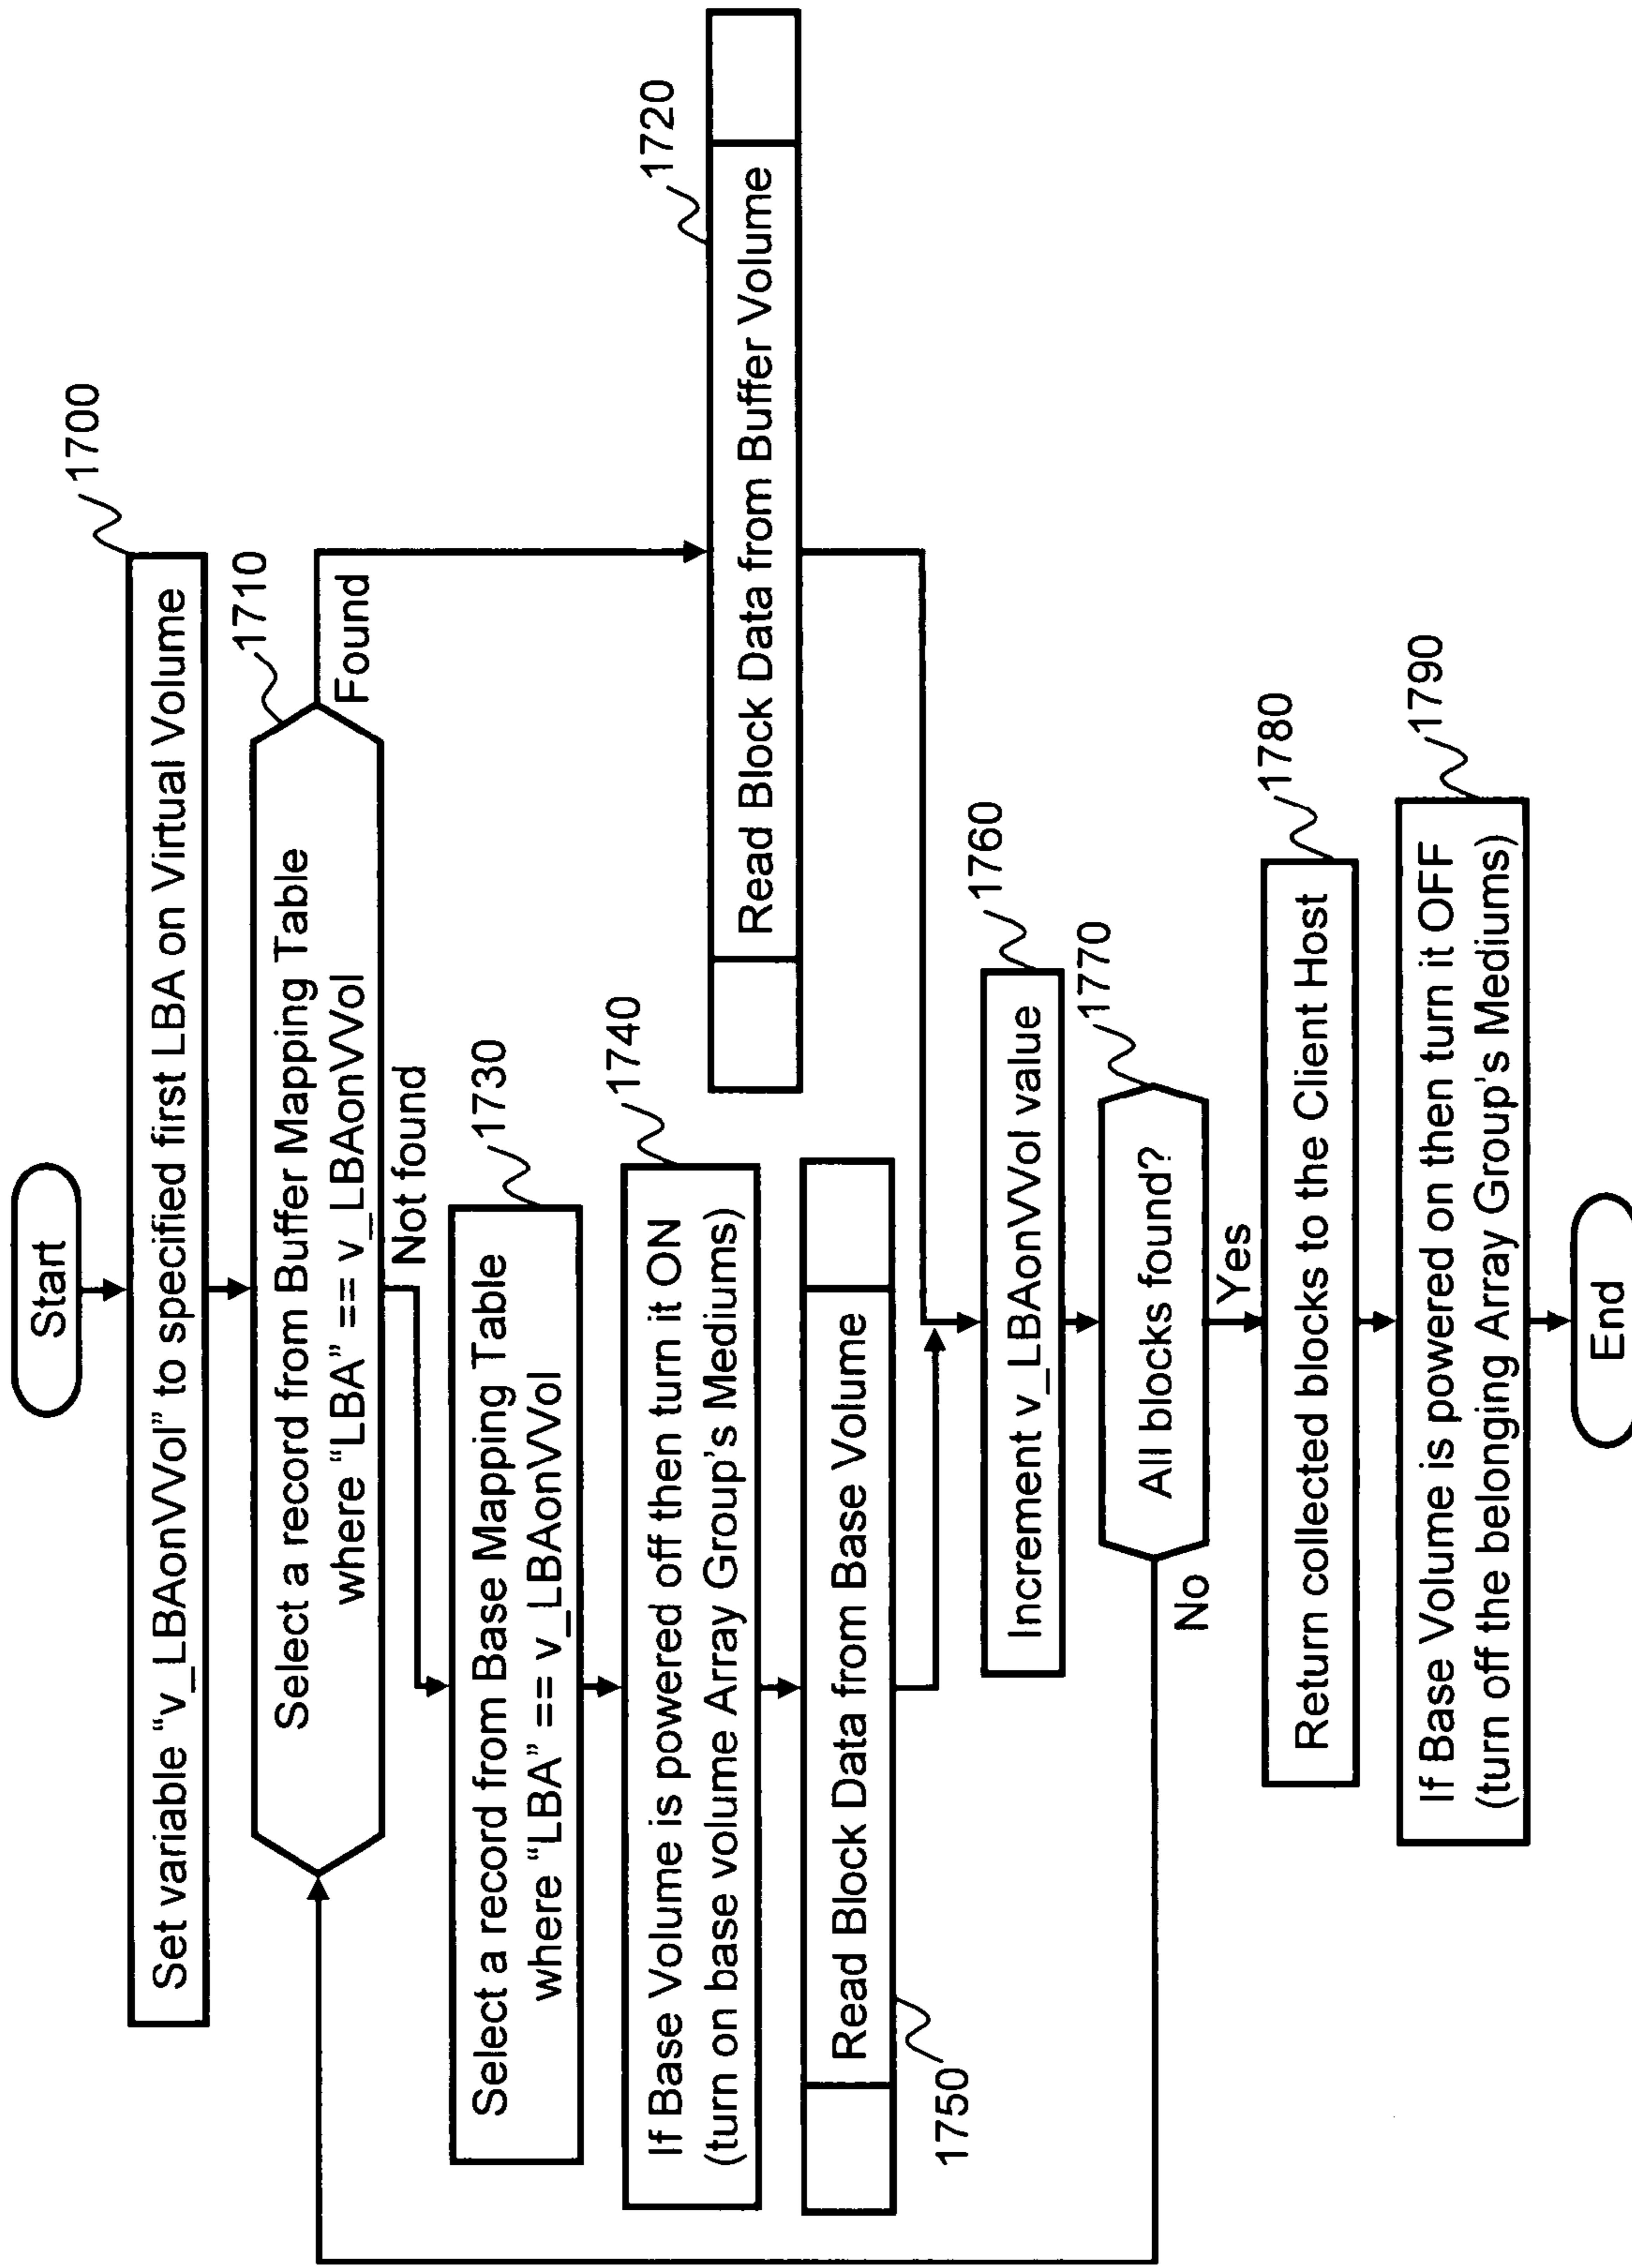 Start
1700
Set variable “v_LBAonVVol” to specified first LBA on Virtual Volume
1710
Select a record from Buffer Mapping Table
where “LBA” == v_LBAonVVol
Found
Not found
1720
Read Block Data from Buffer Volume
1730
Select a record from Base Mapping Table
where “LBA” == v_LBAonVVol
1740
If Base Volume is powered off then turn it ON
(turn on base volume Array Group's Mediums)
Read Block Data from Base Volume
1750
1760
Increment v_LBAonVVol value
1770
All blocks found?
No
Yes
1780
Return collected blocks to the Client Host
1790
If Base Volume is powered on then turn it OFF
(turn off the belonging Array Group's Mediums)
End